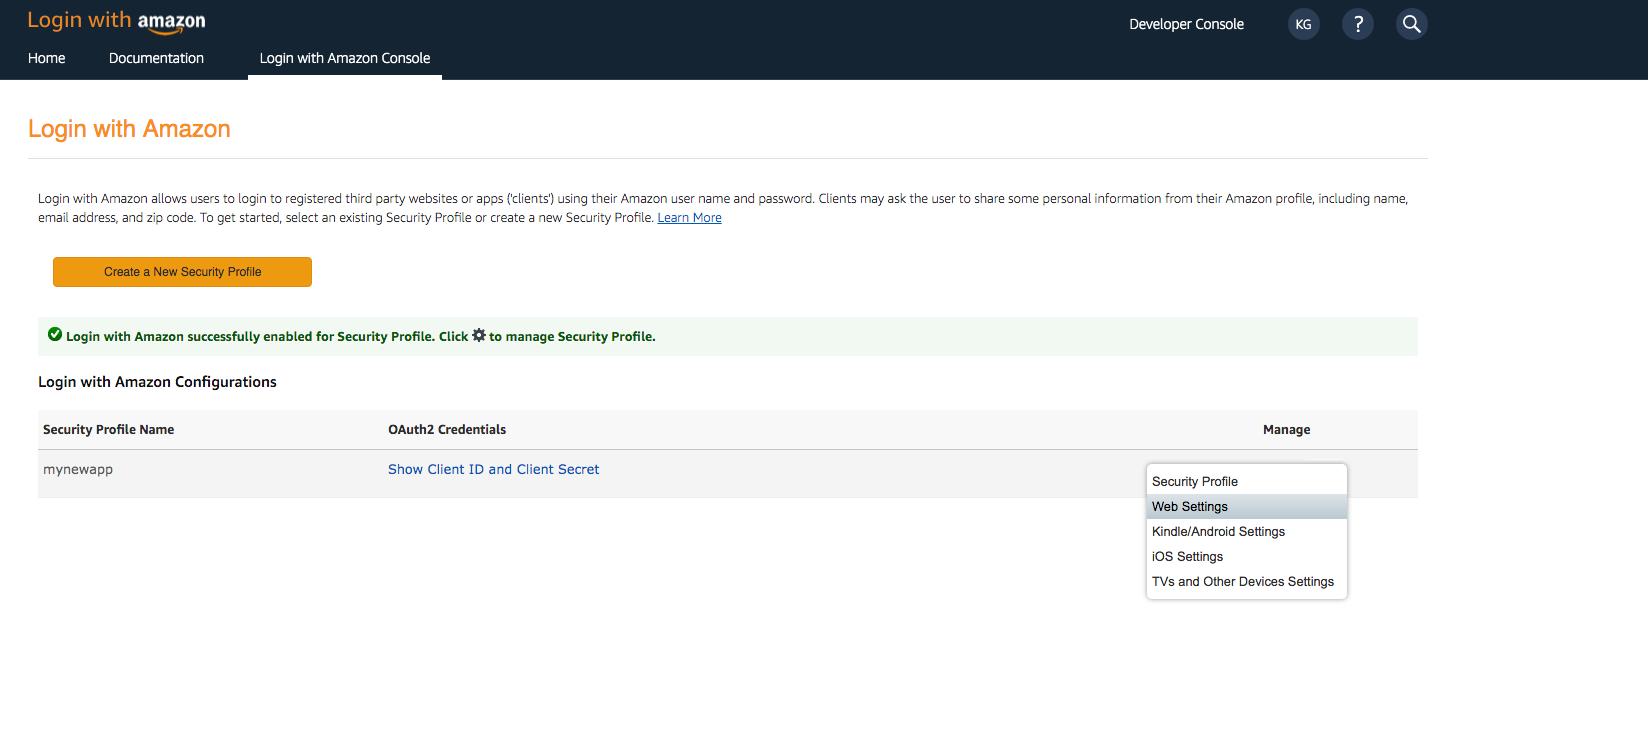 Login with amazon
Developer Console
KG
?
Home
Documentation
Login with Amazon Console
Login with Amazon
Login with Amazon allows users to login to registered third party websites or apps ('clients') using their Amazon user name and password. Clients may ask the user to share some personal information from their Amazon profile, including name,
email address, and zip code. To get started, select an existing Security Profile or create a new Security Profile. Learn More
Create a New Security Profile
Login with Amazon successfully enabled for Security Profile. Click to manage Security Profile.
Login with Amazon Configurations
Security Profile Name
OAuth2 Credentials
Manage
mynewapp
Show Client ID and Client Secret
Security Profile
Web Settings
Kindle/Android Settings
iOS Settings
TVs and Other Devices Settings